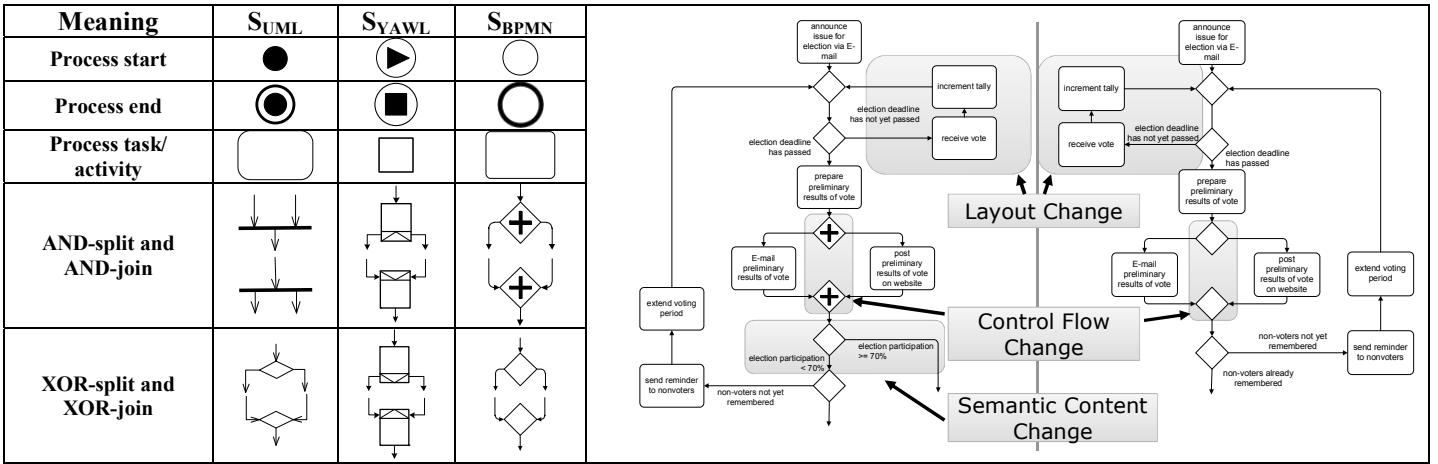 Meaning
SUML
SYAWL
SBPMN
Process start
Process end
Process task/
activity
AND-split and
AND-join
XOR-split and
XOR-join
announce
issue for
election via E-
mail
increment tally
election deadline
has not yet passed
receive vote
election deadline
has passed
prepare
preliminary
results of vote
E-mail
preliminary
results of vote
post
preliminary
results of vote
on website
extend voting
period
election participation
>= 70%
election participation
< 70%
send reminder
to nonvoters
non-voters not yet
remembered
Layout Change
Control Flow
Change
Semantic Content
Change
announce
issue for
election via E-
mail
increment tally
election deadline
has not yet passed
receive vote
election deadline
has passed
prepare
preliminary
results of vote
E-mail
preliminary
results of vote
post
preliminary
results of vote
on website
extend voting
period
non-voters not yet
remembered
send reminder
to nonvoters
non-voters already
remembered